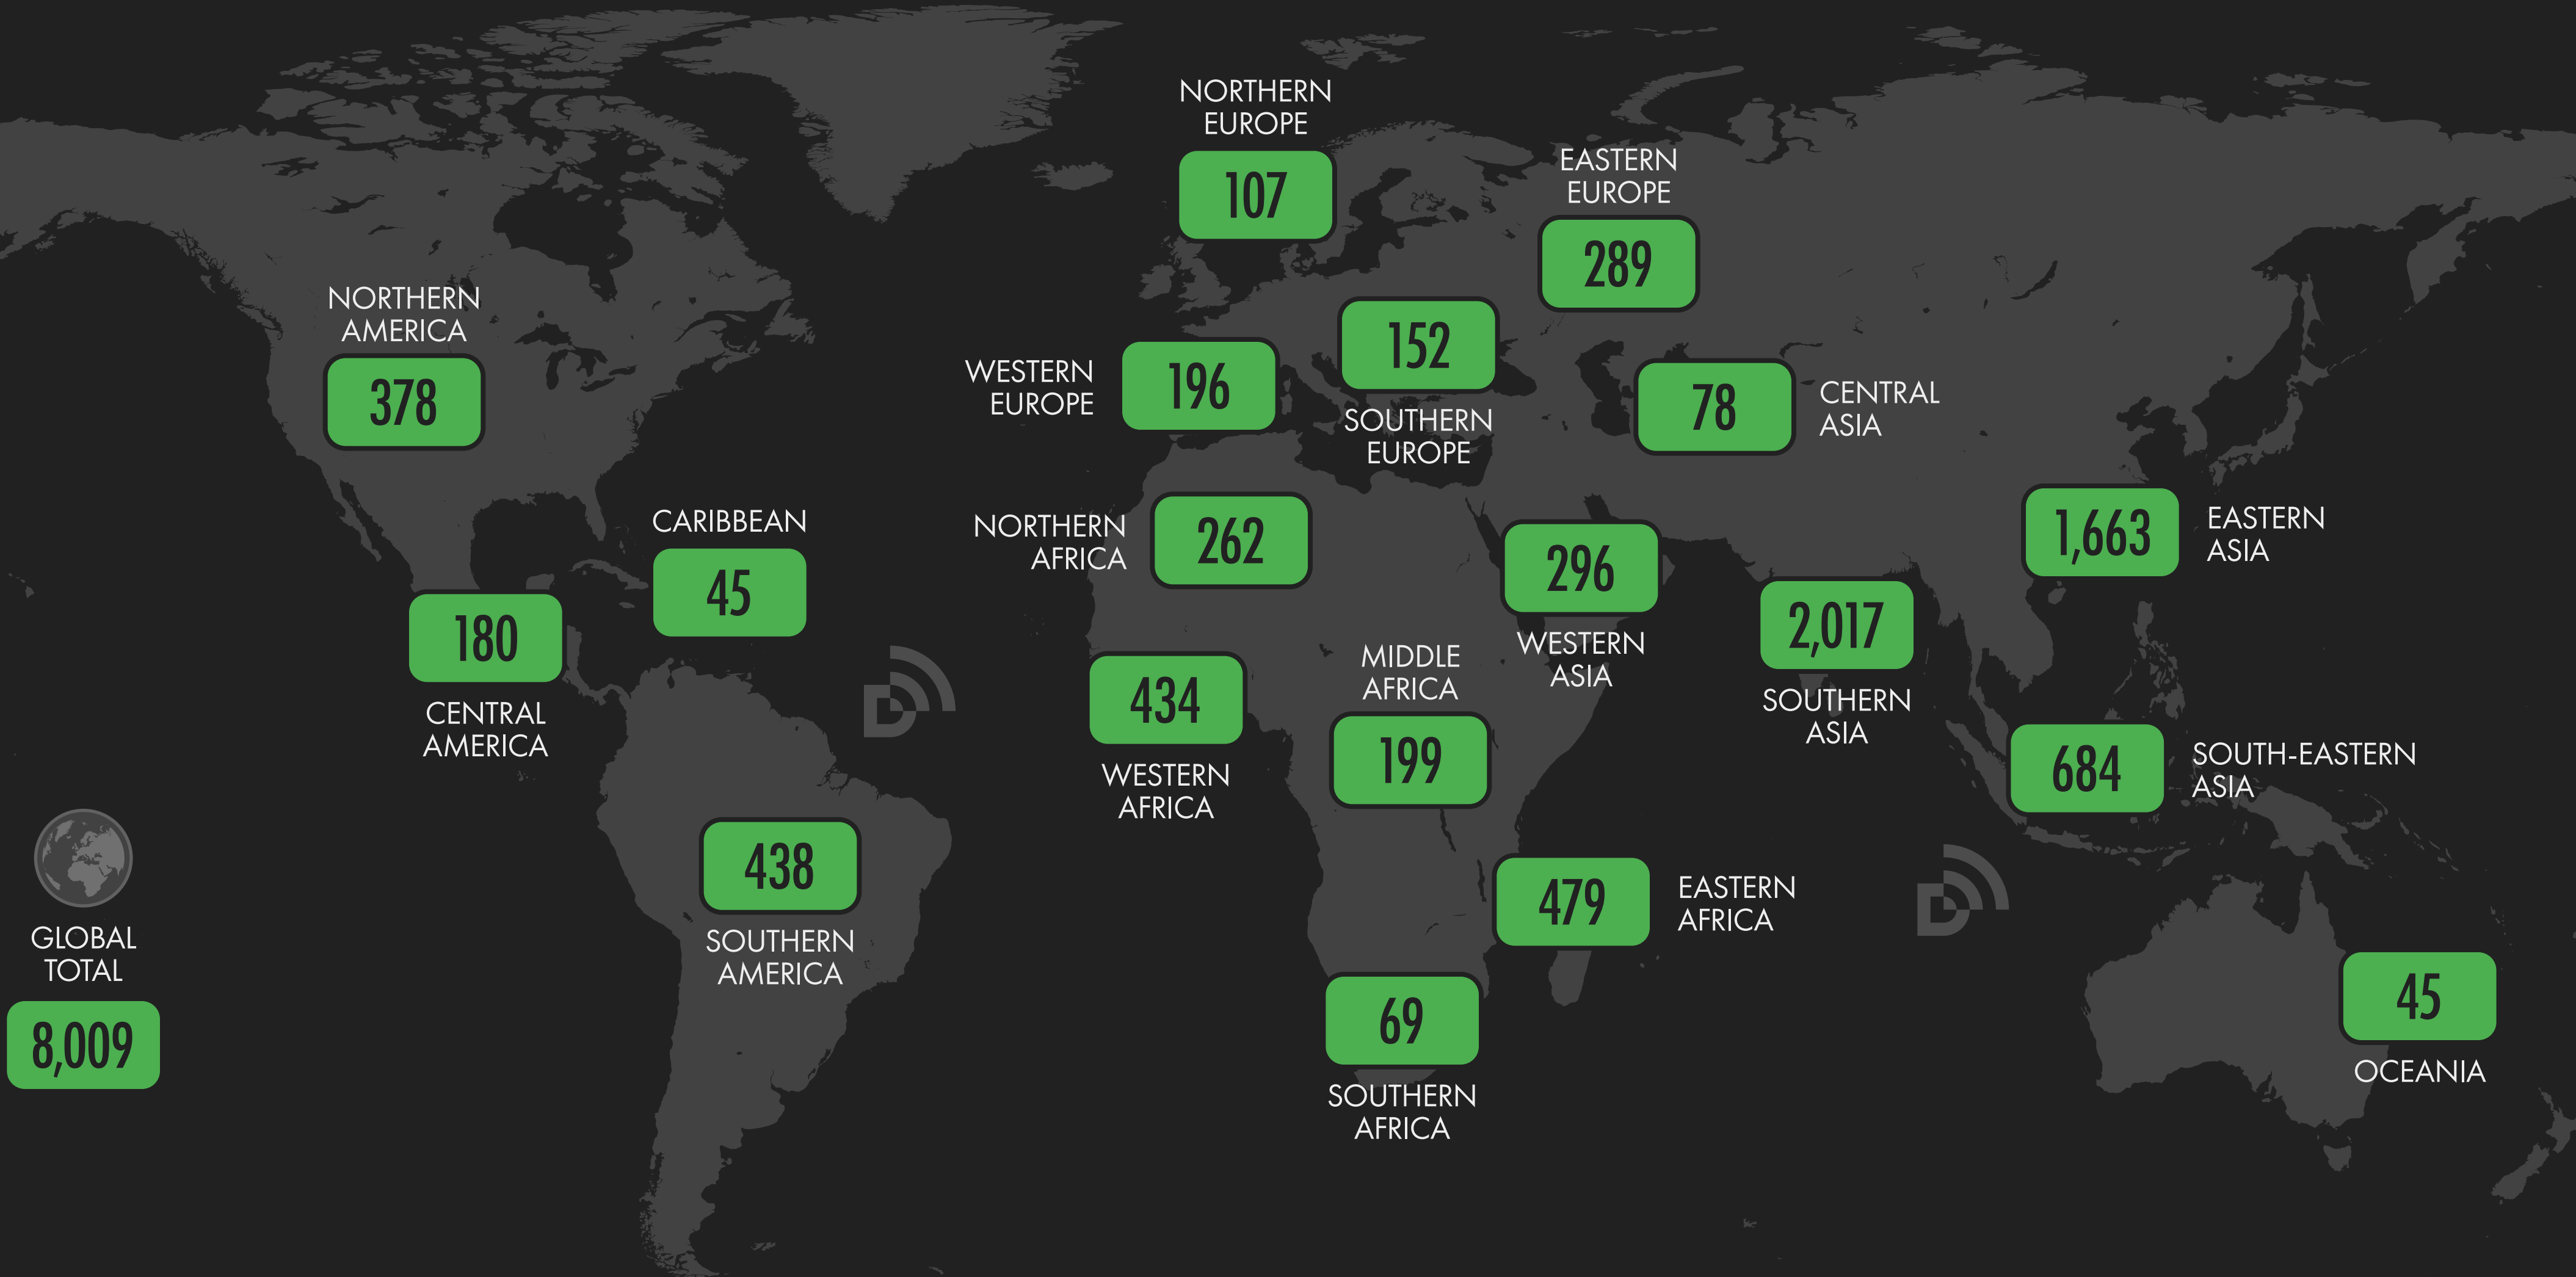 NORTHERN
EUROPE
107
EASTERN
EUROPE
289
NORTHERN
AMERICA
378
WESTERN
EUROPE
196
152
SOUTHERN
EUROPE
78
CENTRAL
ASIA
CARIBBEAN
45
NORTHERN
AFRICA
262
296
WESTERN
ASIA
1,663
EASTERN
ASIA
180
CENTRAL
AMERICA
2,017
SOUTHERN
ASIA
434
WESTERN
AFRICA
MIDDLE
AFRICA
199
684
SOUTH-EASTERN
ASIA
438
SOUTHERN
AMERICA
479
EASTERN
AFRICA
GLOBAL
TOTAL
8,009
69
SOUTHERN
AFRICA
45
OCEANIA